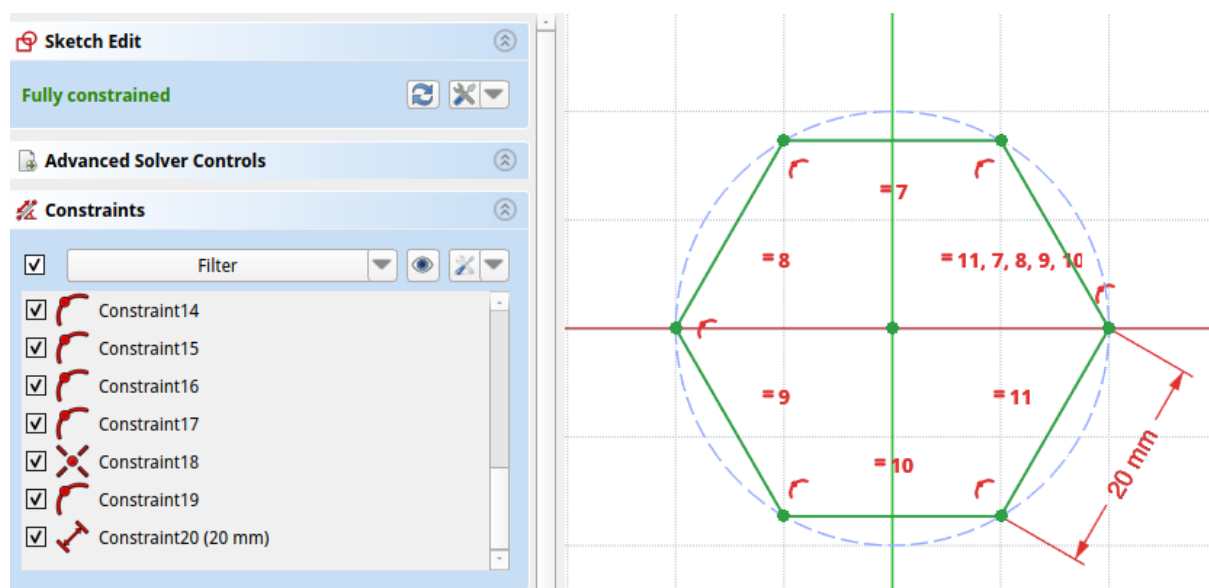 Sketch Edit
Fully constrained
Advanced Solver Controls
Constraints
Filter
Constraint14
Constraint15
Constraint16
Constraint17
Constraint18
Constraint19
Constraint20 (20 mm)
= 7
= 8
= 11, 7, 8, 9, 10
= 9
= 11
= 10
20 mm